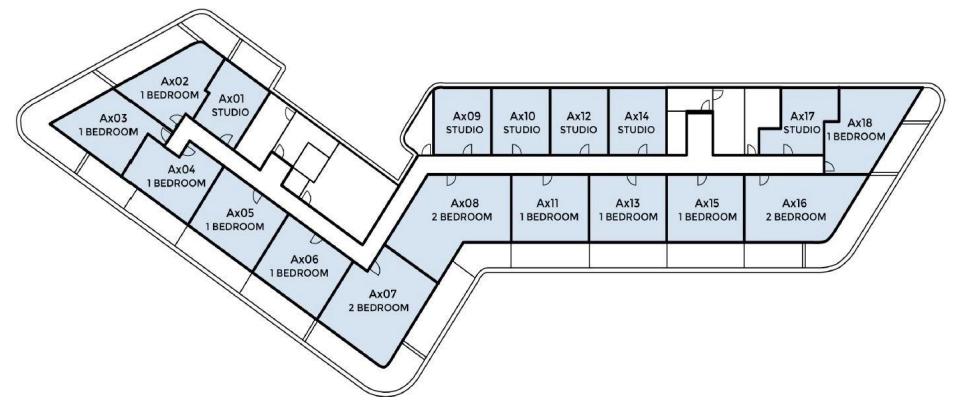 Ax02
1 BEDROOM
Ax01
STUDIO
Ax03
1 BEDROOM
Ax04
1 BEDROOM
Ax05
1 BEDROOM
Ax06
1 BEDROOM
Ax07
2 BEDROOM
Ax08
2 BEDROOM
Ax09
STUDIO
Ax10
STUDIO
Ax12
STUDIO
Ax14
STUDIO
Ax17
STUDIO
Ax18
1 BEDROOM
Ax11
1 BEDROOM
Ax13
1 BEDROOM
Ax15
1 BEDROOM
Ax16
2 BEDROOM